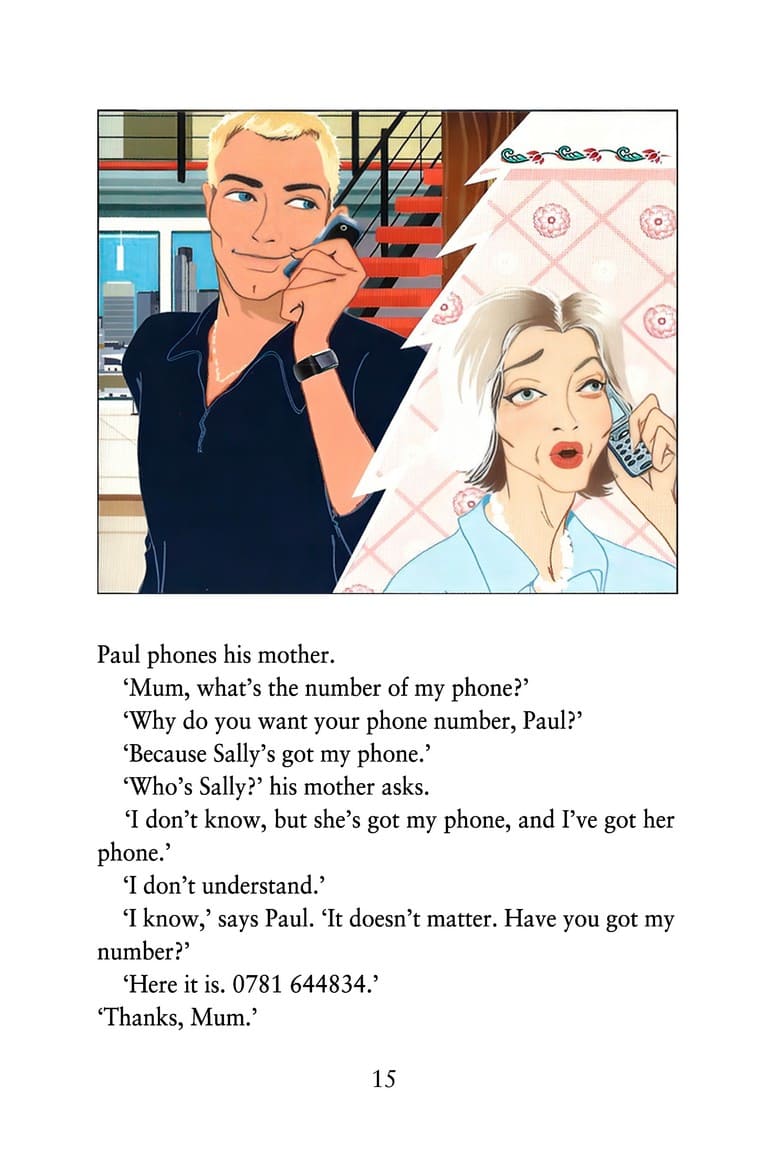 Paul phones his mother.
‘Mum, what’s the number of my phone?’
‘Why do you want your phone number, Paul?’
‘Because Sally’s got my phone.’
‘Who’s Sally?’ his mother asks.
‘I don’t know, but she’s got my phone, and I’ve got her
phone.’
‘I don’t understand.’
‘I know,’ says Paul. ‘It doesn’t matter. Have you got my
number?’
‘Here it is. 0781 644834.’
‘Thanks, Mum.’
15